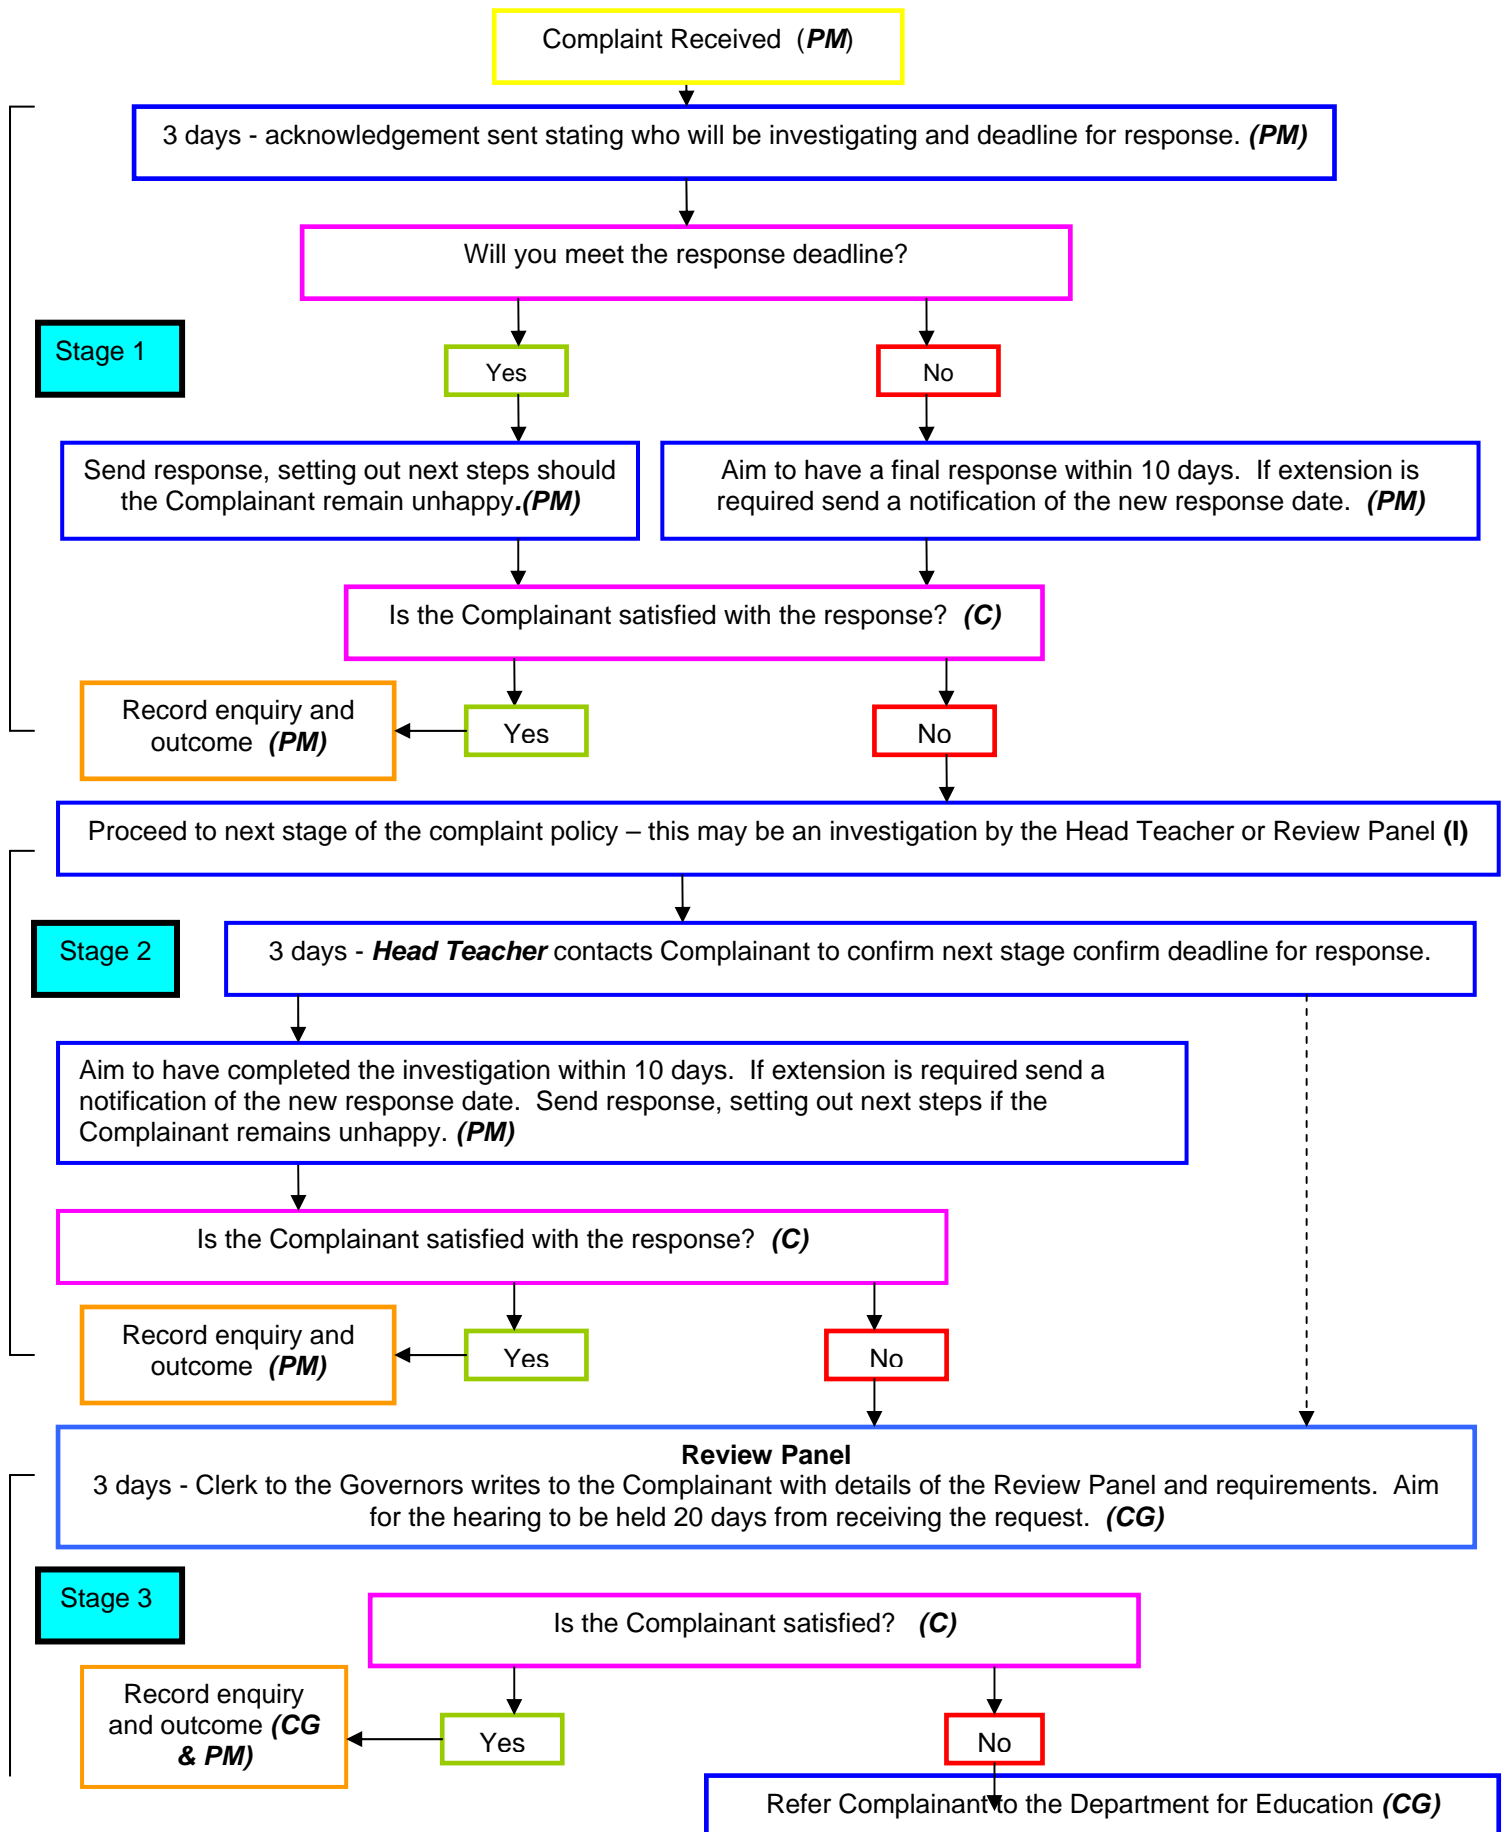 Complaint Received (PM)
3 days - acknowledgement sent stating who will be investigating and deadline for response. (PM)
Will you meet the response deadline?
Stage 1
Yes
No
Send response, setting out next steps should
the Complainant remain unhappy.(PM)
Aim to have a final response within 10 days. If extension is
required send a notification of the new response date. (PM)
Is the Complainant satisfied with the response? (C)
Record enquiry and
outcome (PM)
Yes
No
Proceed to next stage of the complaint policy – this may be an investigation by the Head Teacher or Review Panel (I)
Stage 2
3 days - Head Teacher contacts Complainant to confirm next stage confirm deadline for response.
Aim to have completed the investigation within 10 days. If extension is required send a
notification of the new response date. Send response, setting out next steps if the
Complainant remains unhappy. (PM)
Is the Complainant satisfied with the response? (C)
Record enquiry and
outcome (PM)
Yes
No
Review Panel
3 days - Clerk to the Governors writes to the Complainant with details of the Review Panel and requirements. Aim
for the hearing to be held 20 days from receiving the request. (CG)
Stage 3
Is the Complainant satisfied? (C)
Record enquiry
and outcome (CG
& PM)
Yes
No
Refer Complainant to the Department for Education (CG)